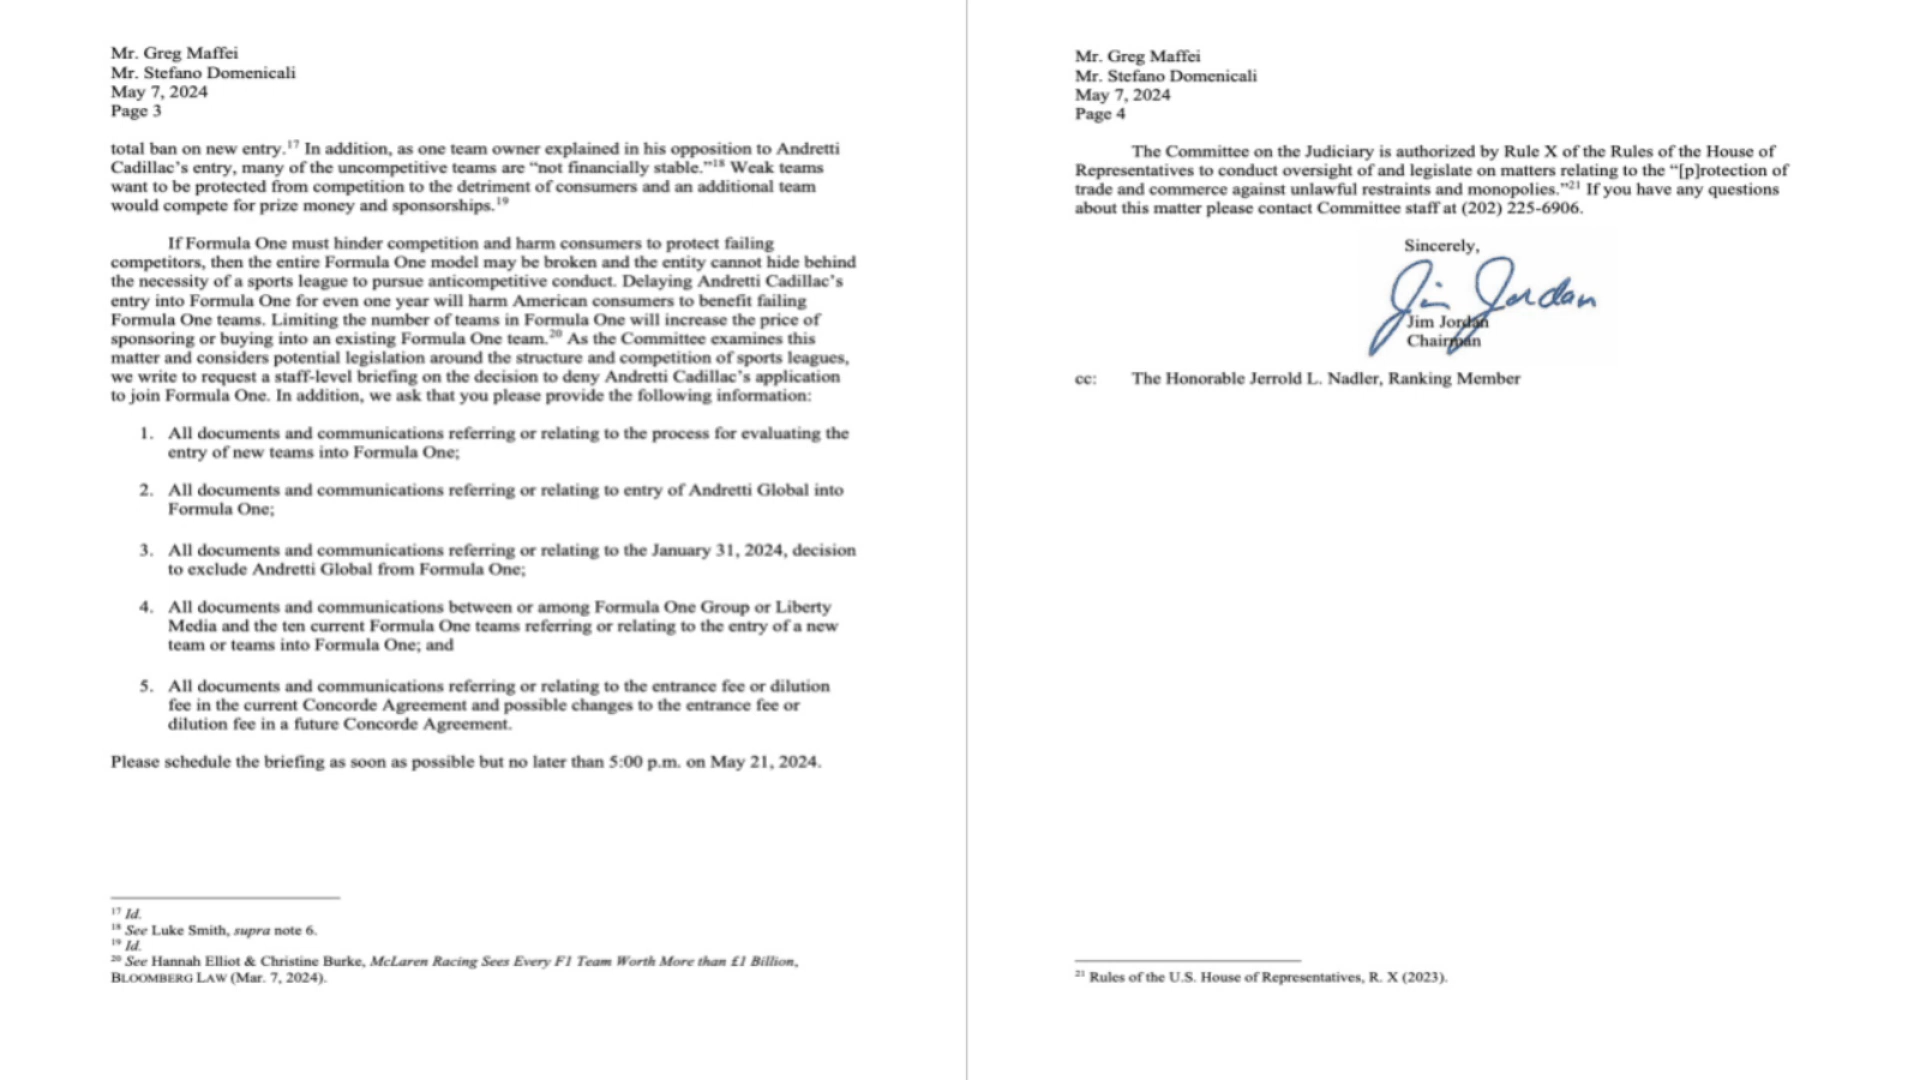 Mr. Greg Maffei
Mr. Stefano Domenicali
May 7, 2024
Page 3
total ban on new entry.17 In addition, as one team owner explained in his opposition to Andretti
Cadillac's entry, many of the uncompetitive teams are “not financially stable.”18 Weak teams
want to be protected from competition to the detriment of consumers and an additional team
would compete for prize money and sponsorships.19
If Formula One must hinder competition and harm consumers to protect failing
competitors, then the entire Formula One model may be broken and the entity cannot hide behind
the necessity of a sports league to pursue anticompetitive conduct. Delaying Andretti Cadillac's
entry into Formula One for even one year will harm American consumers to benefit failing
Formula One teams. Limiting the number of teams in Formula One will increase the price of
sponsoring or buying into an existing Formula One team.20 As the Committee examines this
matter and considers potential legislation around the structure and competition of sports leagues,
we write to request a staff-level briefing on the decision to deny Andretti Cadillac's application
to join Formula One. In addition, we ask that you please provide the following information:
1. All documents and communications referring or relating to the process for evaluating the
entry of new teams into Formula One;
2. All documents and communications referring or relating to entry of Andretti Global into
Formula One;
3. All documents and communications referring or relating to the January 31, 2024, decision
to exclude Andretti Global from Formula One;
4. All documents and communications between or among Formula One Group or Liberty
Media and the ten current Formula One teams referring or relating to the entry of a new
team or teams into Formula One; and
5. All documents and communications referring or relating to the entrance fee or dilution
fee in the current Concorde Agreement and possible changes to the entrance fee or
dilution fee in a future Concorde Agreement.
Please schedule the briefing as soon as possible but no later than 5:00 p.m. on May 21, 2024.
17 Id.
18 See Luke Smith, supra note 6.
19 Id.
20 See Hannah Elliot & Christine Burke, McLaren Racing Sees Every F1 Team Worth More than £1 Billion,
BLOOMBERG LAW (Mar. 7, 2024).
Mr. Greg Maffei
Mr. Stefano Domenicali
May 7, 2024
Page 4
The Committee on the Judiciary is authorized by Rule X of the Rules of the House of
Representatives to conduct oversight of and legislate on matters relating to the “[p]rotection of
trade and commerce against unlawful restraints and monopolies.”21 If you have any questions
about this matter please contact Committee staff at (202) 225-6906.
Sincerely,
Jim Jordan
Jim Jordan
Chairman
cc: The Honorable Jerrold L. Nadler, Ranking Member
21 Rules of the U.S. House of Representatives, R. X (2023).